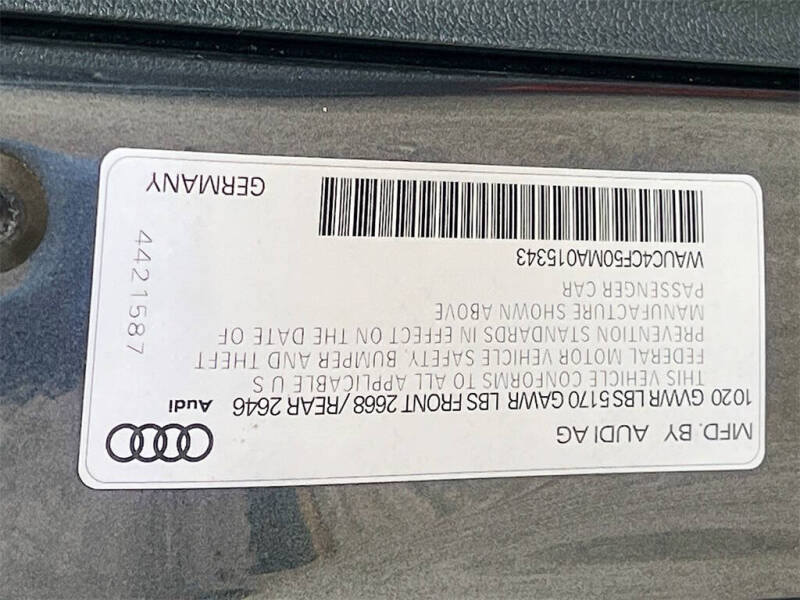 MFD. BY AUDI AG
10 20 GVWR LBS 5170 GAWR LBS FRONT 2668 / REAR 2646
THIS VEHICLE CONFORMS TO ALL APPLICABLE U S
FEDERAL MOTOR VEHICLE SAFETY, BUMPER AND THEFT
PREVENTION STANDARDS IN EFFECT ON THE DATE OF
MANUFACTURE SHOWN ABOVE
PASSENGER CAR
WAUC4CF50MA015343
Audi
4421587
GERMANY